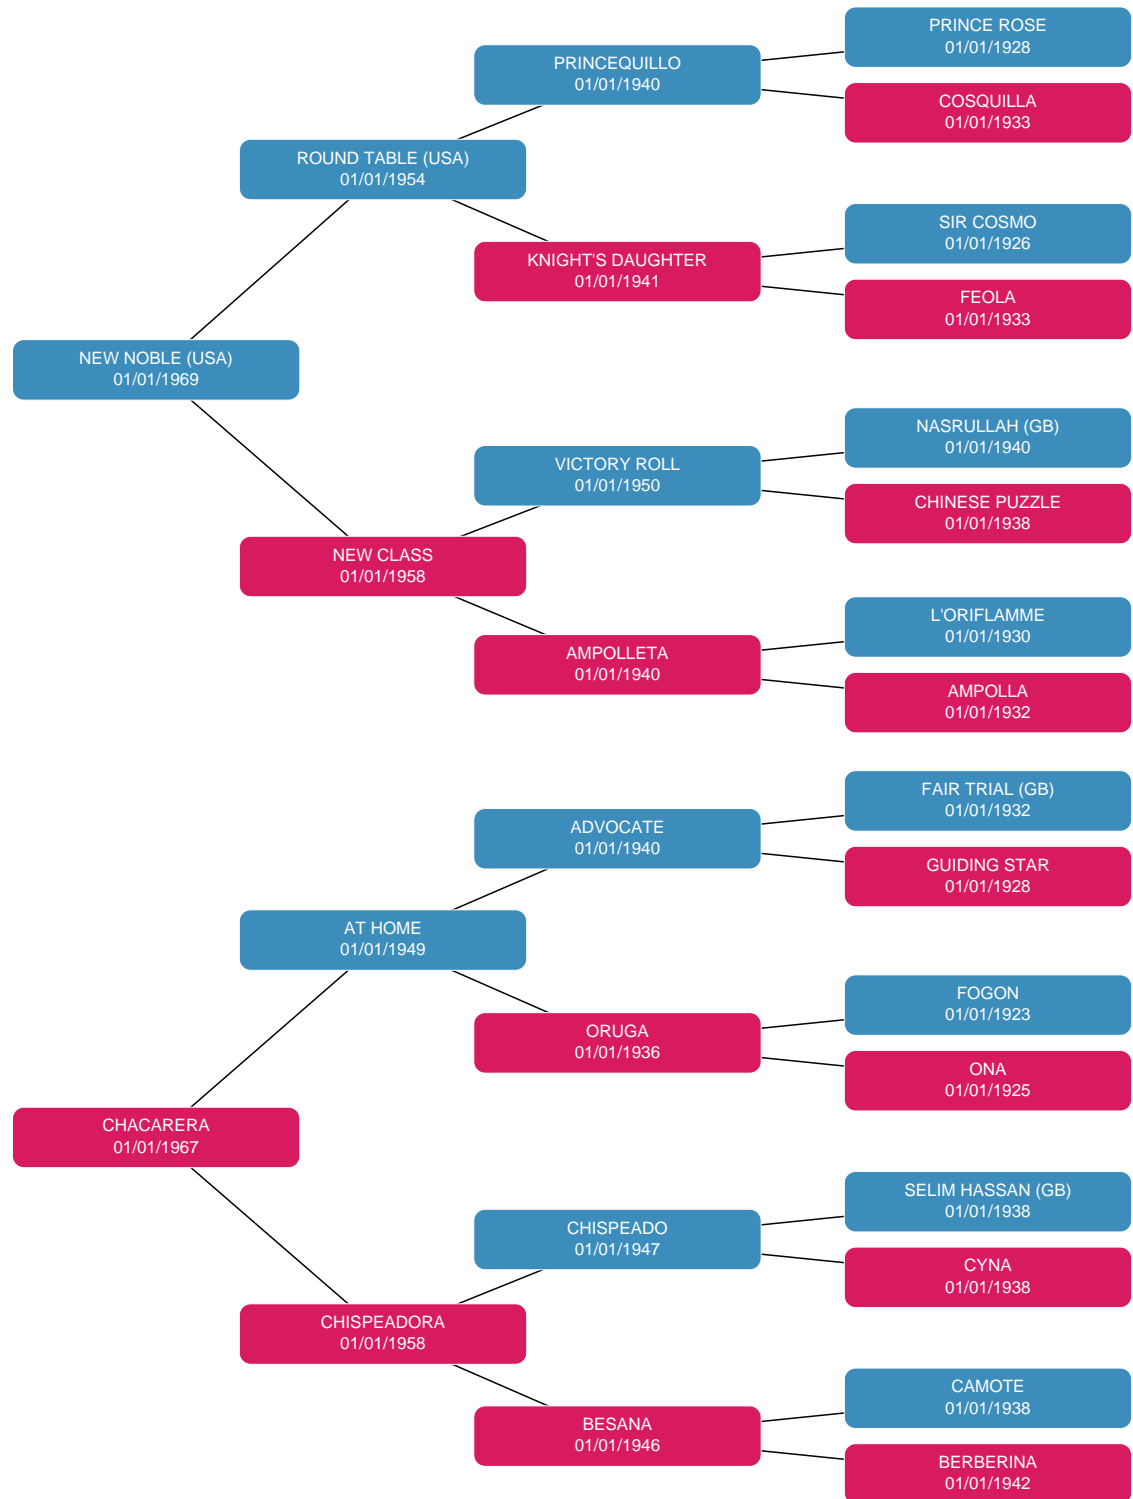 PRINCE ROSE
01/01/1928
PRINCEQUILLO
01/01/1940
COSQUILLA
01/01/1933
ROUND TABLE (USA)
01/01/1954
SIR COSMO
01/01/1926
KNIGHT'S DAUGHTER
01/01/1941
FEOLA
01/01/1933
NEW NOBLE (USA)
01/01/1969
NASRULLAH (GB)
01/01/1940
VICTORY ROLL
01/01/1950
CHINESE PUZZLE
01/01/1938
NEW CLASS
01/01/1958
L'ORIFLAMME
01/01/1930
AMPOLLETA
01/01/1940
AMPOLLA
01/01/1932
FAIR TRIAL (GB)
01/01/1932
ADVOCATE
01/01/1940
GUIDING STAR
01/01/1928
AT HOME
01/01/1949
FOGON
01/01/1923
ORUGA
01/01/1936
ONA
01/01/1925
CHACARERA
01/01/1967
SELIM HASSAN (GB)
01/01/1938
CHISPEADO
01/01/1947
CYNA
01/01/1938
CHISPEADORA
01/01/1958
CAMOTE
01/01/1938
BESANA
01/01/1946
BERBERINA
01/01/1942